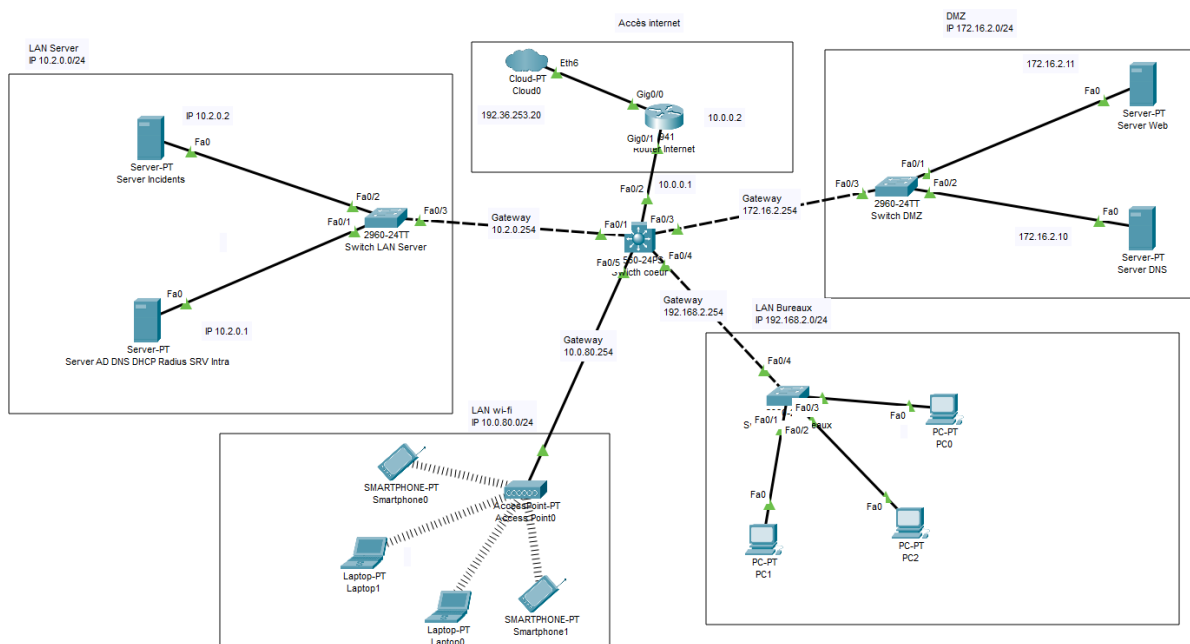 Accès internet
DMZ
IP 172.16.2.0/24
LAN Server
IP 10.2.0.0/24
Eth6
Cloud-PT
Cloud0
192.36.253.20
Gig0/0
10.0.0.2
941
Router Internet
Gig0/1
172.16.2.11
Fa0
Server-PT
Server Web
IP 10.2.0.2
Fa0
Server-PT
Server Incidents
Fa0/2
Fa0/1
Fa0/3
2960-24TT
Switch LAN Server
Gateway
10.2.0.254
Fa0/2
10.0.0.1
Fa0/1
Fa0/3
Fa0/5
Fa0/4
Gateway
172.16.2.254
Fa0/3
Fa0/1
Fa0/2
2960-24TT
Switch DMZ
172.16.2.10
Fa0
Server-PT
Server DNS
Fa0
IP 10.2.0.1
Server-PT
Server AD DNS DHCP Radius SRV Intra
Gateway
10.0.80.254
Gateway
192.168.2.254
LAN Bureaux
IP 192.168.2.0/24
Fa0/4
Fa0/3
Fa0/1
Fa0/2
Fa0
PC-PT
PC0
Fa0
PC-PT
PC2
Fa0
PC-PT
PC1
LAN wi-fi
IP 10.0.80.0/24
SMARTPHONE-PT
Smartphone0
AccessPoint-PT
Access Point0
Laptop-PT
Laptop1
Laptop-PT
Laptop0
SMARTPHONE-PT
Smartphone1